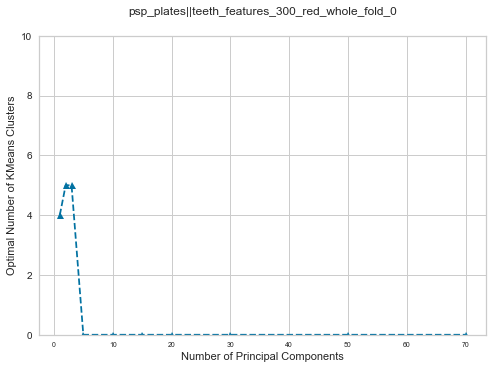 psp_plates||teeth_features_300_red_whole_fold_0
10
8
6
4
2
0
Optimal Number of KMeans Clusters
0 10 20 30 40 50 60 70
Number of Principal Components